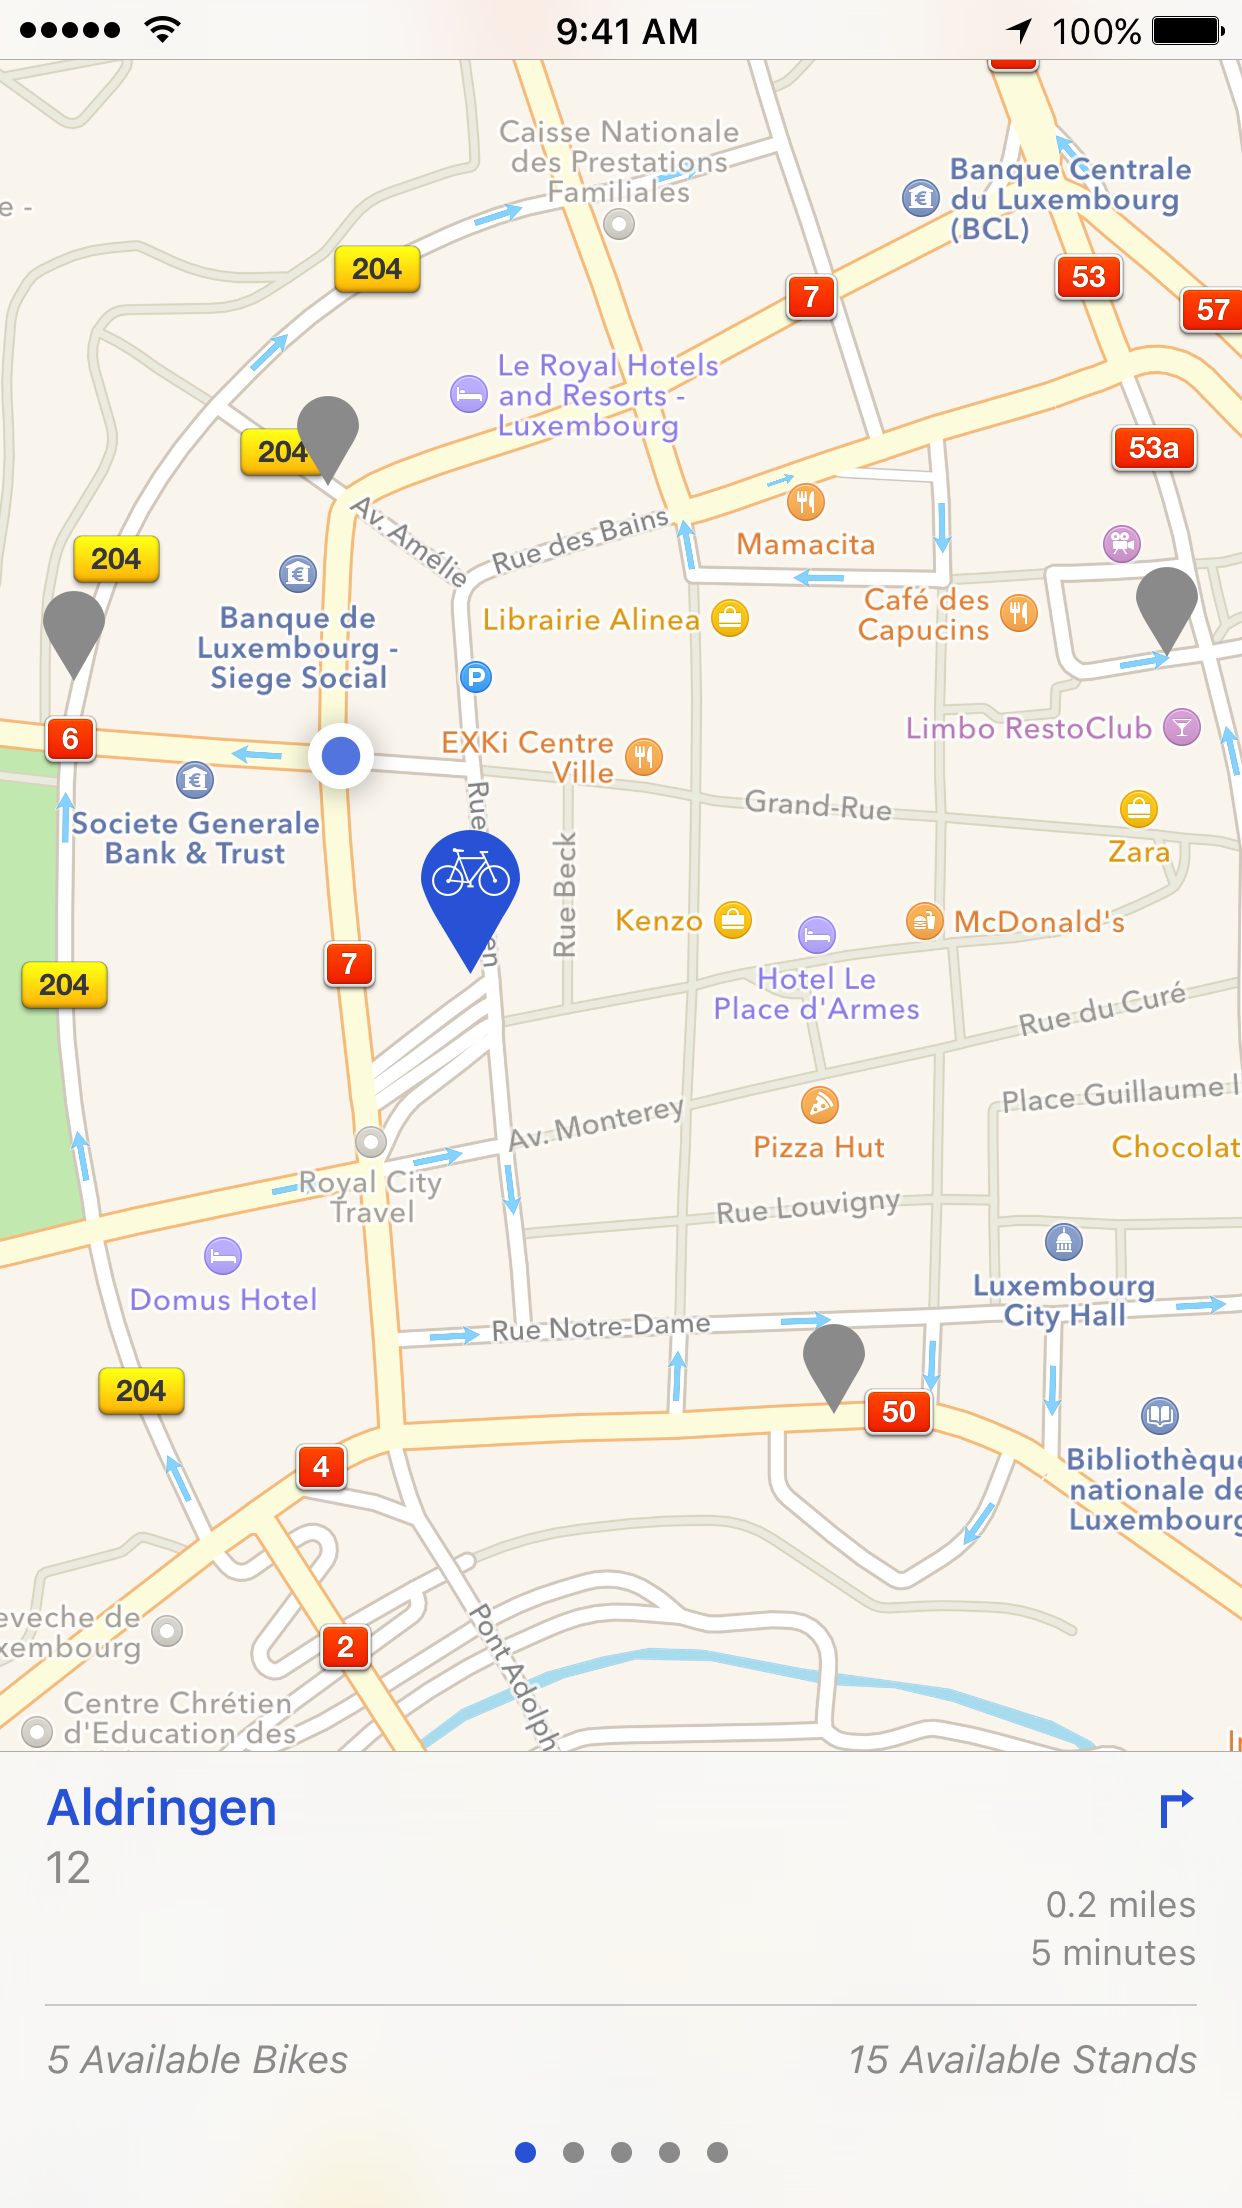 9:41 AM
100%
Caisse Nationale
des Prestations
Familiales
Banque Centrale
du Luxembourg
(BCL)
e -
204
53
7
57
Le Royal Hotels
and Resorts -
Luxembourg
204
53a
Av. Amélie
Rue des Bains
Mamacita
204
Café des
Capucins
Banque de
Luxembourg -
Siege Social
Librairie Alinea
P
6
EXKi Centre
Ville
Limbo RestoClub
Rue
Grand-Rue
Societe Generale
Bank & Trust
Rue Beck
Zara
Kenzo
McDonald's
en
7
204
Hotel Le
Place d'Armes
Rue du Curé
Place Guillaume I
Av. Monterey
Pizza Hut
Chocolat
Royal City
Travel
Rue Louvigny
Domus Hotel
Luxembourg
City Hall
Rue Notre-Dame
204
50
4
Bibliothèque
nationale de
Luxembourg
eveche de
xembourg
2
Pont Adolph
Centre Chrétien
d'Education des
Aldringen
12
0.2 miles
5 minutes
5 Available Bikes
15 Available Stands